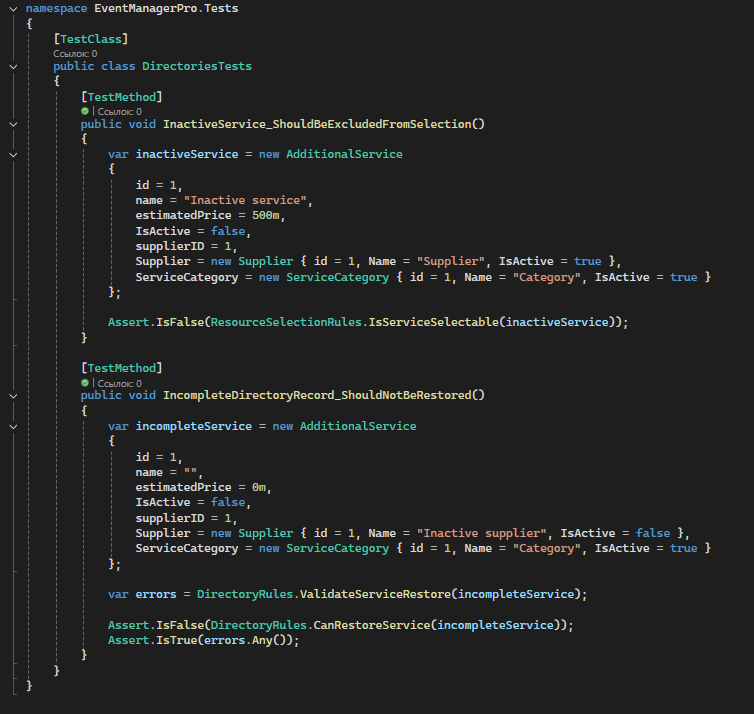 namespace EventManagerPro.Tests
{
[TestClass]
Ссылок: 0
public class DirectoriesTests
{
[TestMethod]
| Ссылок: 0
public void InactiveService_ShouldBeExcludedFromSelection()
{
var inactiveService = new AdditionalService
{
id = 1,
name = "Inactive service",
estimatedPrice = 500m,
IsActive = false,
supplierID = 1,
Supplier = new Supplier { id = 1, Name = "Supplier", IsActive = true },
ServiceCategory = new ServiceCategory { id = 1, Name = "Category", IsActive = true }
};
Assert.IsFalse(ResourceSelectionRules.IsServiceSelectable(inactiveService));
}
[TestMethod]
| Ссылок: 0
public void IncompleteDirectoryRecord_ShouldNotBeRestored()
{
var incompleteService = new AdditionalService
{
id = 1,
name = "",
estimatedPrice = 0m,
IsActive = false,
supplierID = 1,
Supplier = new Supplier { id = 1, Name = "Inactive supplier", IsActive = false },
ServiceCategory = new ServiceCategory { id = 1, Name = "Category", IsActive = true }
};
var errors = DirectoryRules.ValidateServiceRestore(incompleteService);
Assert.IsFalse(DirectoryRules.CanRestoreService(incompleteService));
Assert.IsTrue(errors.Any());
}
}
}